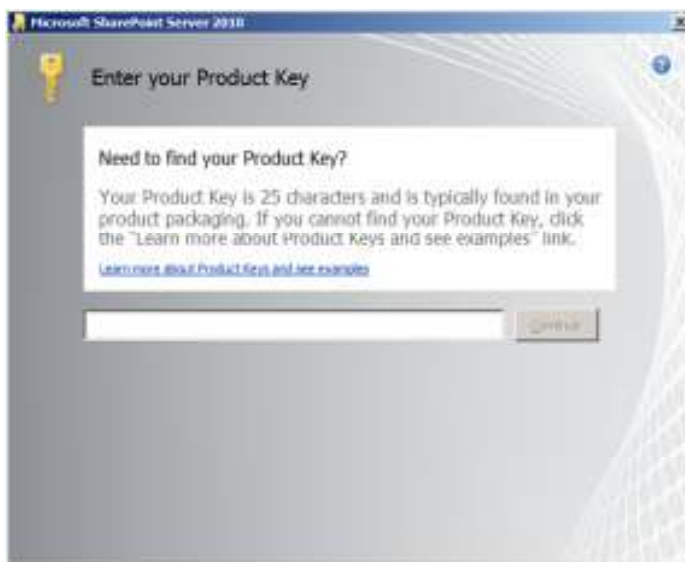 Microsoft SharePoint Server 2010
Enter your Product Key
Need to find your Product Key?
Your Product Key is 25 characters and is typically found in your
product packaging. If you cannot find your Product Key, click
the "Learn more about Product Keys and see examples" link.
Learn more about Product Keys and see examples
Continue